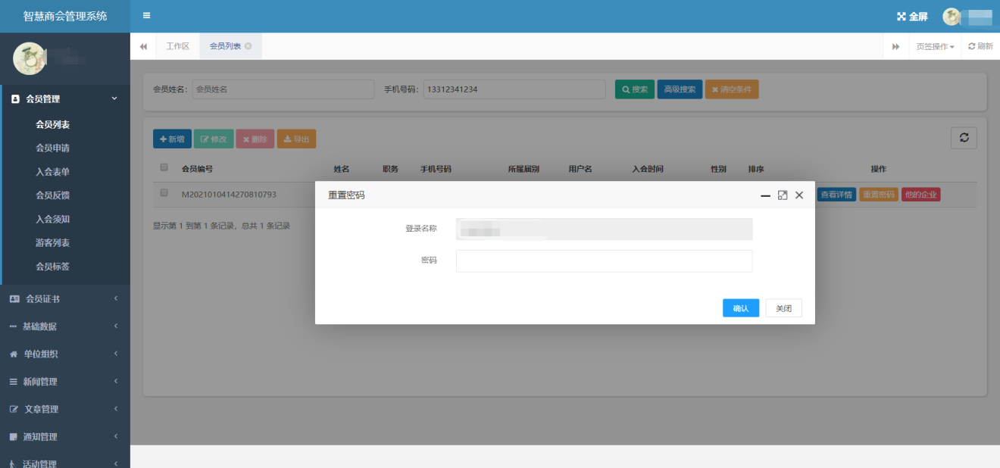 智慧商会管理系统
全屏
工作区
会员列表
页签操作
刷新
会员管理
会员列表
会员申请
入会表单
会员反馈
入会须知
游客列表
会员标签
会员证书
基础数据
单位组织
新闻管理
文章管理
通知管理
活动管理
会员姓名： 会员姓名 手机号码： 13312341234 搜索 高级搜索 清空条件
新增 修改 删除 导出
会员编号 姓名 职务 手机号码 所属届别 用户名 入会时间 性别 排序 操作
M2021010414270810793 查看详情 重置密码 他的企业
显示第 1 到第 1 条记录，总共 1 条记录
重置密码
登录名称
密码
确认 关闭